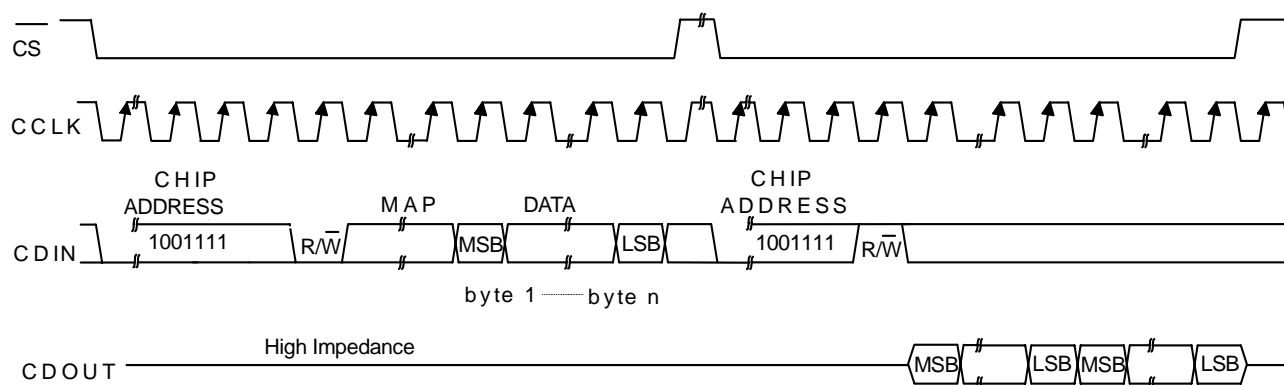 CS
CCLK
CHIP
ADDRESS
MAP
DATA
CHIP
ADDRESS
CDIN
1001111
R/W
MSB
LSB
1001111
R/W
byte 1
byte n
High Impedance
CDOUT
MSB
LSB
MSB
LSB